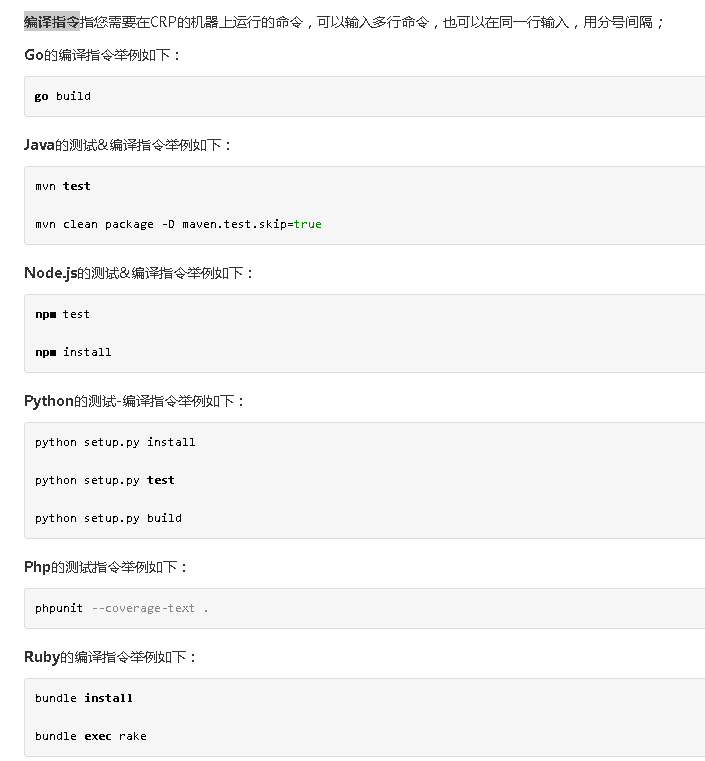 编译指令指您需要在CRP的机器上运行的命令，可以输入多行命令，也可以在同一行输入，用分号间隔；
Go的编译指令举例如下：
go build
Java的测试&编译指令举例如下：
mvn test
mvn clean package -D maven.test.skip=true
Node.js的测试&编译指令举例如下：
npm test
npm install
Python的测试-编译指令举例如下：
python setup.py install
python setup.py test
python setup.py build
Php的测试指令举例如下：
phpunit --coverage-text .
Ruby的编译指令举例如下：
bundle install
bundle exec rake